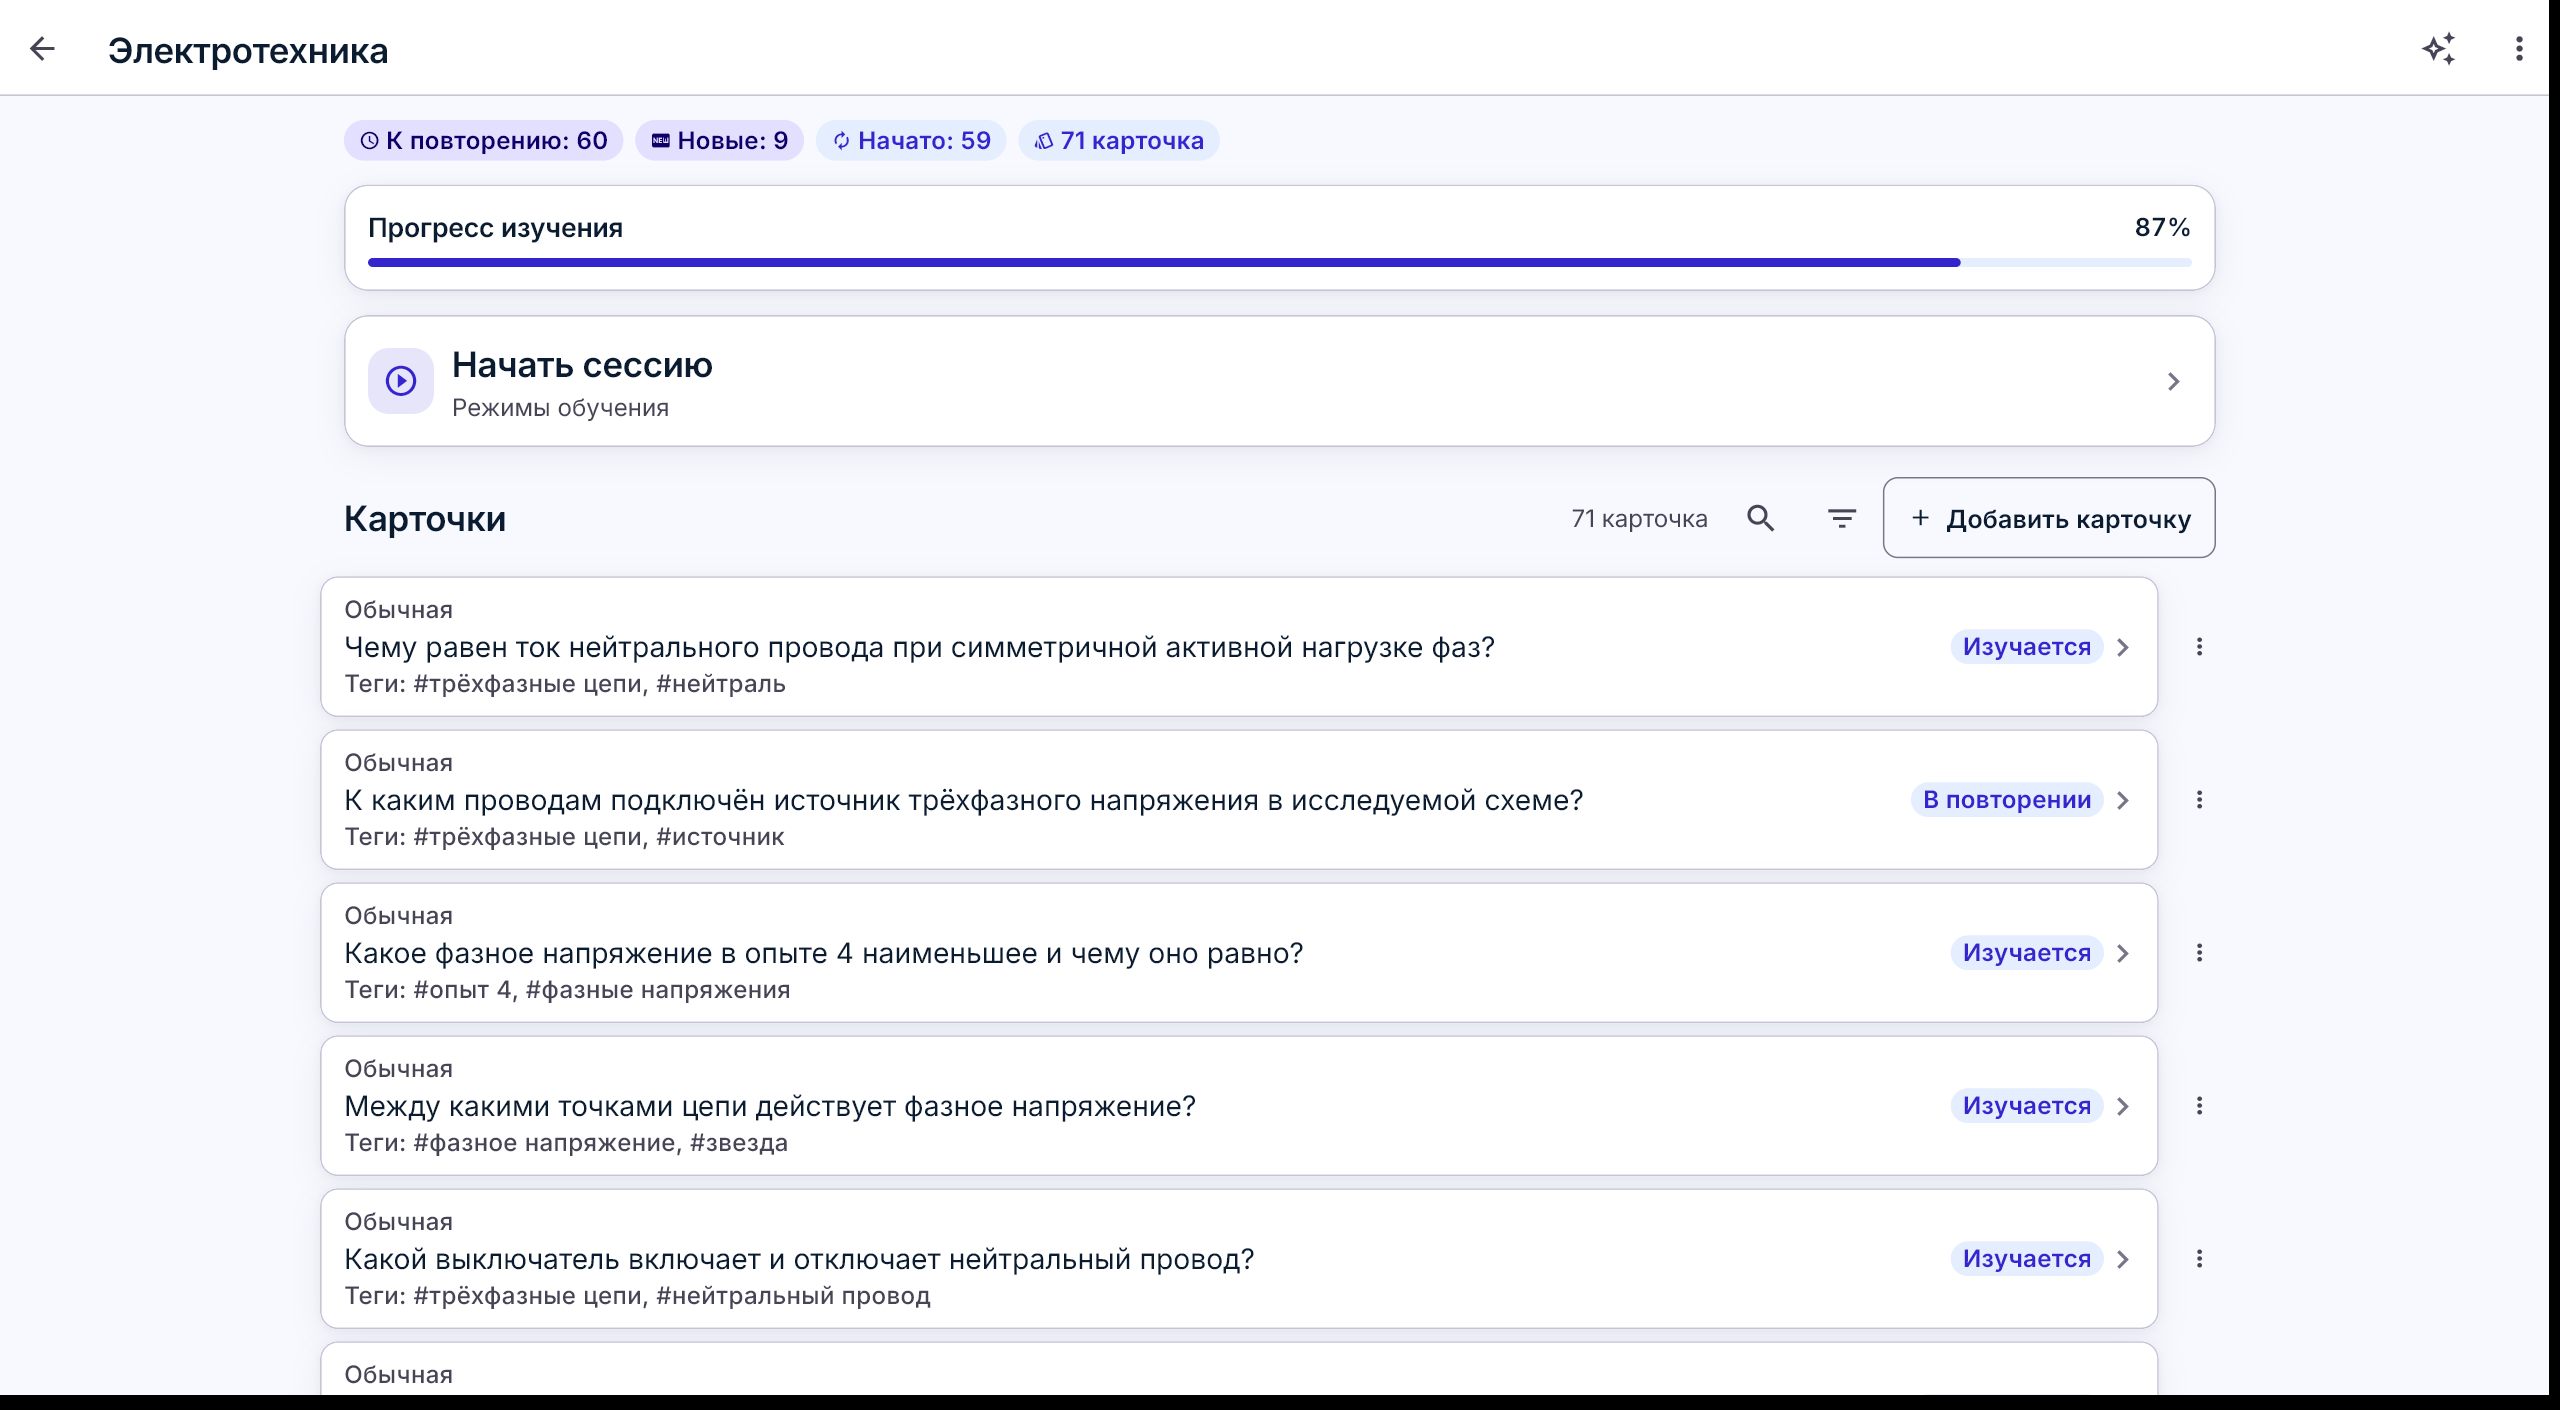 Электротехника
К повторению: 60
NEW Новые: 9
Начато: 59
71 карточка
Прогресс изучения
87%
Начать сессию
Режимы обучения
Карточки
71 карточка
+ Добавить карточку
Обычная
Чему равен ток нейтрального провода при симметричной активной нагрузке фаз?
Теги: #трёхфазные цепи, #нейтраль
Изучается
Обычная
К каким проводам подключён источник трёхфазного напряжения в исследуемой схеме?
Теги: #трёхфазные цепи, #источник
В повторении
Обычная
Какое фазное напряжение в опыте 4 наименьшее и чему оно равно?
Теги: #опыт 4, #фазные напряжения
Изучается
Обычная
Между какими точками цепи действует фазное напряжение?
Теги: #фазное напряжение, #звезда
Изучается
Обычная
Какой выключатель включает и отключает нейтральный провод?
Теги: #трёхфазные цепи, #нейтральный провод
Изучается
Обычная